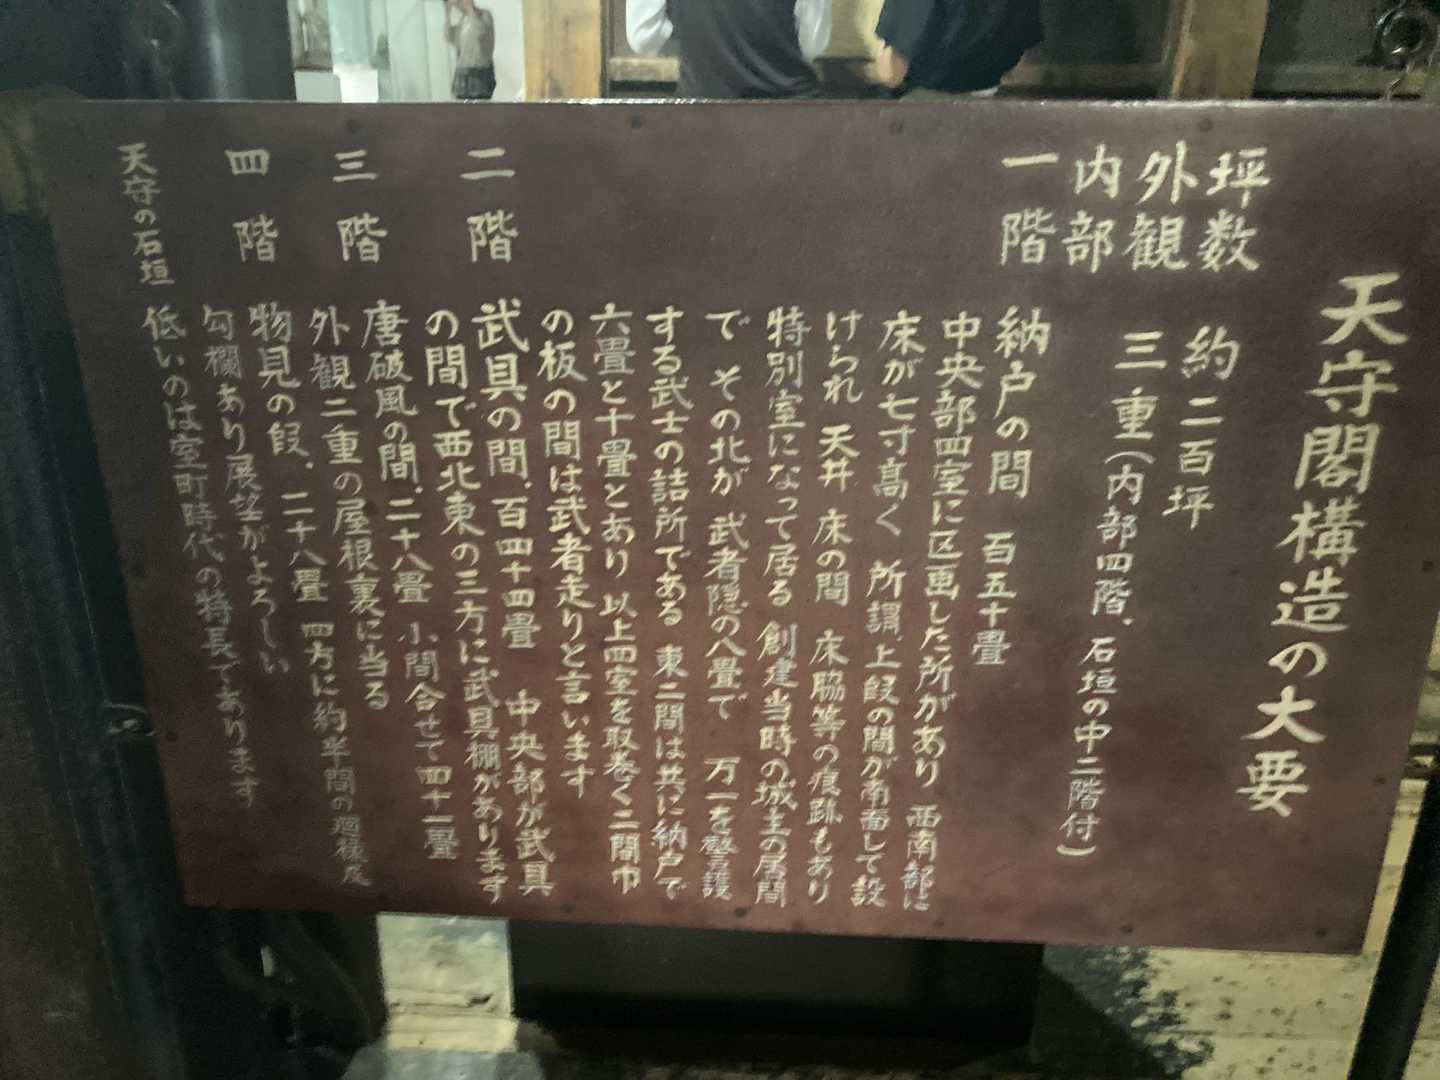 天守閣構造の大要
坪数 約二百坪
外観 三重(内部四階、石垣の中二階付)
内部
一階 納戸の間 百五十畳
中央部四室に区画した所があり 西南部に
床が七寸高く 所謂、上段の間が南面して設
けられ 天井 床の間 床脇等の痕跡もあり
特別室になって居る 創建当時の城主の居間
で その北が 武者隠の八畳で 万一を警護
する武士の詰所である 東二間は共に納戸で
六畳と十畳とあり 以上四室を取巻く二間巾
の板の間は武者走りと言います
二階 武具の間、百四十四畳 中央部が武具
の間で西北東の三方に武具棚があります
三階 唐破風の間、二十八畳 小間合せて四十二畳
外観二重の屋根裏に当る
四階 物見の段、二十八畳 四方に約半間の廻椽及
勾欄あり展望がよろしい
天守の石垣 低いのは室町時代の特長であります